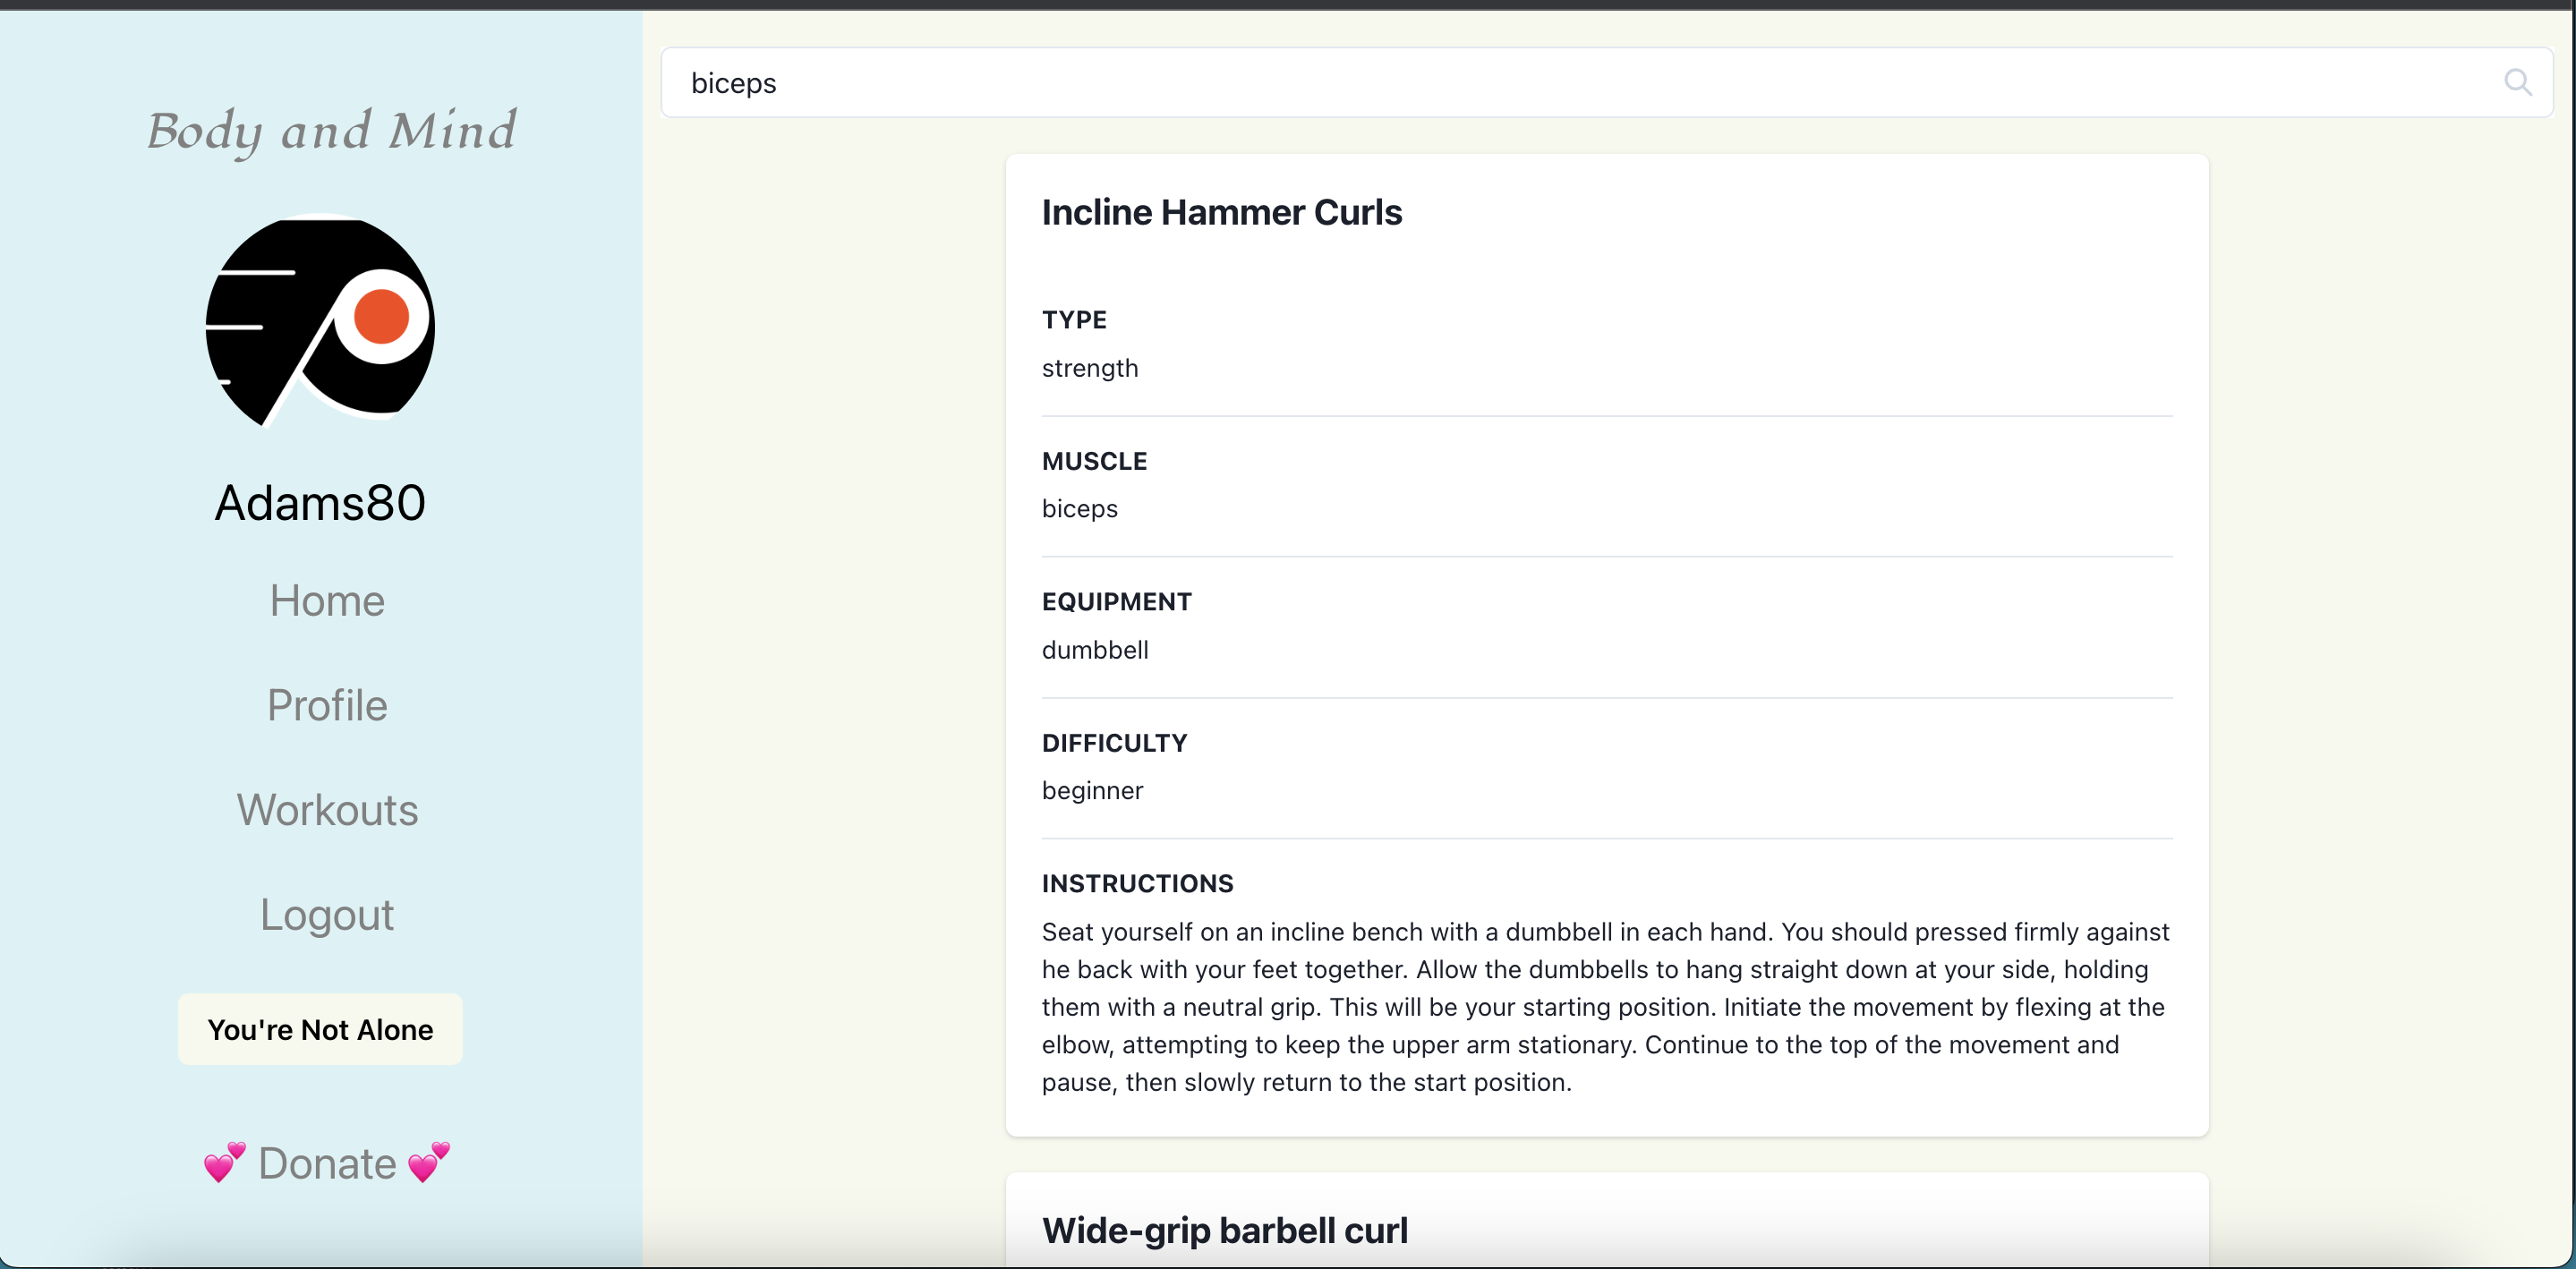 Body and Mind
Adams80
Home
Profile
Workouts
Logout
You're Not Alone
💕 Donate 💕
biceps
Incline Hammer Curls
TYPE
strength
MUSCLE
biceps
EQUIPMENT
dumbbell
DIFFICULTY
beginner
INSTRUCTIONS
Seat yourself on an incline bench with a dumbbell in each hand. You should pressed firmly against
he back with your feet together. Allow the dumbbells to hang straight down at your side, holding
them with a neutral grip. This will be your starting position. Initiate the movement by flexing at the
elbow, attempting to keep the upper arm stationary. Continue to the top of the movement and
pause, then slowly return to the start position.
Wide-grip barbell curl